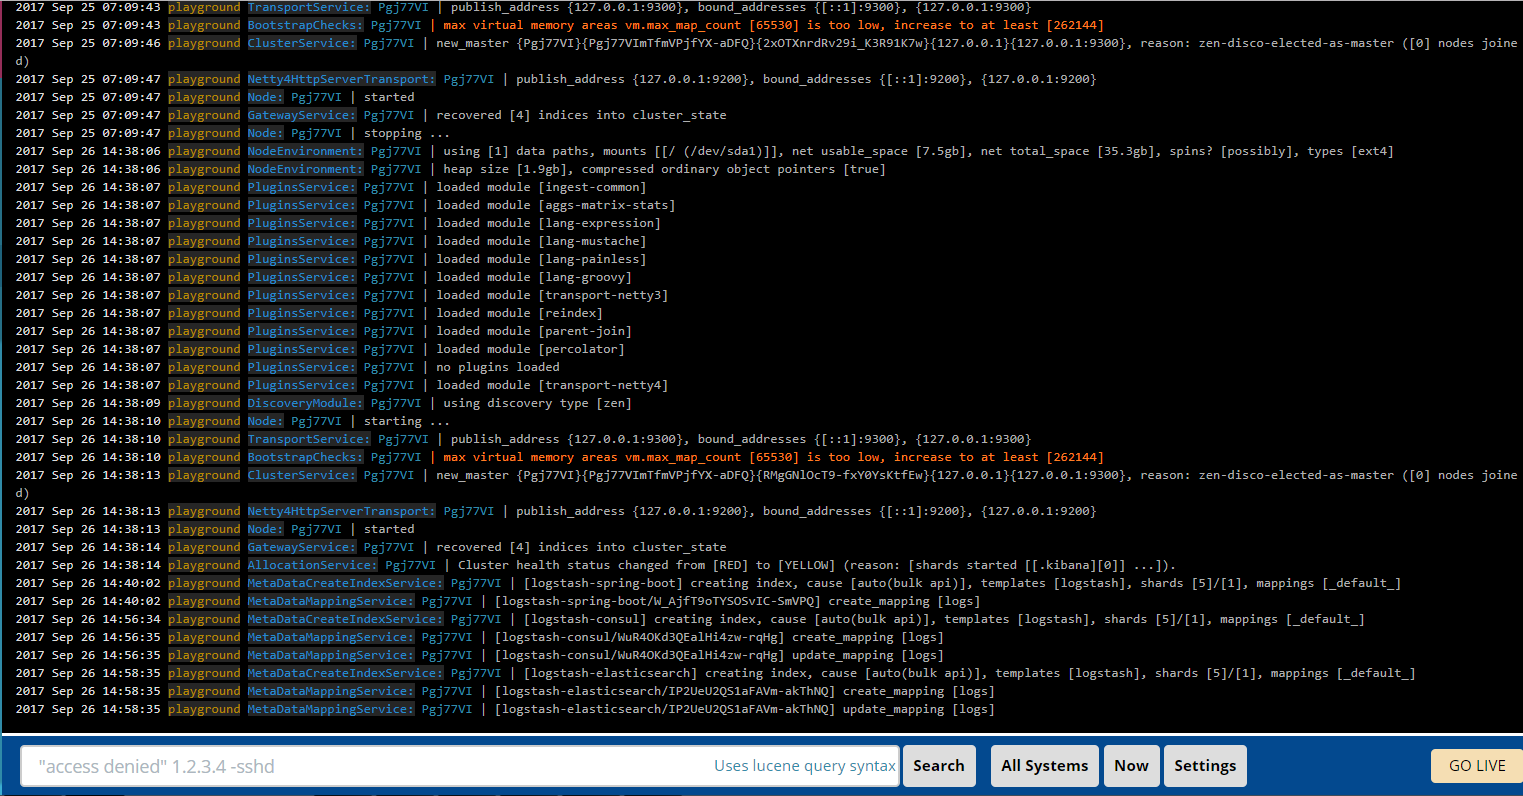 2017 Sep 25 07:09:43 playground TransportService: Pgj77VI | publish_address {127.0.0.1:9300}, bound_addresses {[::1]:9300}, {127.0.0.1:9300}
2017 Sep 25 07:09:43 playground BootstrapChecks: Pgj77VI | max virtual memory areas vm.max_map_count [65530] is too low, increase to at least [262144]
2017 Sep 25 07:09:46 playground ClusterService: Pgj77VI | new_master {Pgj77VI}{Pgj77VImTfmVPjfYX-aDFQ}{2xOTXnrdRv29i_K3R91K7w}{127.0.0.1}{127.0.0.1:9300}, reason: zen-disco-elected-as-master ([0] nodes joine
d)
2017 Sep 25 07:09:47 playground Netty4HttpServerTransport: Pgj77VI | publish_address {127.0.0.1:9200}, bound_addresses {[::1]:9200}, {127.0.0.1:9200}
2017 Sep 25 07:09:47 playground Node: Pgj77VI | started
2017 Sep 25 07:09:47 playground GatewayService: Pgj77VI | recovered [4] indices into cluster_state
2017 Sep 25 07:09:47 playground Node: Pgj77VI | stopping ...
2017 Sep 26 14:38:06 playground NodeEnvironment: Pgj77VI | using [1] data paths, mounts [[/ (/dev/sda1)]], net usable_space [7.5gb], net total_space [35.3gb], spins? [possibly], types [ext4]
2017 Sep 26 14:38:06 playground NodeEnvironment: Pgj77VI | heap size [1.9gb], compressed ordinary object pointers [true]
2017 Sep 26 14:38:07 playground PluginsService: Pgj77VI | loaded module [ingest-common]
2017 Sep 26 14:38:07 playground PluginsService: Pgj77VI | loaded module [aggs-matrix-stats]
2017 Sep 26 14:38:07 playground PluginsService: Pgj77VI | loaded module [lang-expression]
2017 Sep 26 14:38:07 playground PluginsService: Pgj77VI | loaded module [lang-mustache]
2017 Sep 26 14:38:07 playground PluginsService: Pgj77VI | loaded module [lang-painless]
2017 Sep 26 14:38:07 playground PluginsService: Pgj77VI | loaded module [lang-groovy]
2017 Sep 26 14:38:07 playground PluginsService: Pgj77VI | loaded module [transport-netty3]
2017 Sep 26 14:38:07 playground PluginsService: Pgj77VI | loaded module [reindex]
2017 Sep 26 14:38:07 playground PluginsService: Pgj77VI | loaded module [parent-join]
2017 Sep 26 14:38:07 playground PluginsService: Pgj77VI | loaded module [percolator]
2017 Sep 26 14:38:07 playground PluginsService: Pgj77VI | no plugins loaded
2017 Sep 26 14:38:07 playground PluginsService: Pgj77VI | loaded module [transport-netty4]
2017 Sep 26 14:38:09 playground DiscoveryModule: Pgj77VI | using discovery type [zen]
2017 Sep 26 14:38:10 playground Node: Pgj77VI | starting ...
2017 Sep 26 14:38:10 playground TransportService: Pgj77VI | publish_address {127.0.0.1:9300}, bound_addresses {[::1]:9300}, {127.0.0.1:9300}
2017 Sep 26 14:38:10 playground BootstrapChecks: Pgj77VI | max virtual memory areas vm.max_map_count [65530] is too low, increase to at least [262144]
2017 Sep 26 14:38:13 playground ClusterService: Pgj77VI | new_master {Pgj77VI}{Pgj77VImTfmVPjfYX-aDFQ}{RMgGNlOcT9-fxY0YsKtfEw}{127.0.0.1}{127.0.0.1:9300}, reason: zen-disco-elected-as-master ([0] nodes joine
d)
2017 Sep 26 14:38:13 playground Netty4HttpServerTransport: Pgj77VI | publish_address {127.0.0.1:9200}, bound_addresses {[::1]:9200}, {127.0.0.1:9200}
2017 Sep 26 14:38:13 playground Node: Pgj77VI | started
2017 Sep 26 14:38:14 playground GatewayService: Pgj77VI | recovered [4] indices into cluster_state
2017 Sep 26 14:38:14 playground AllocationService: Pgj77VI | Cluster health status changed from [RED] to [YELLOW] (reason: [shards started [[.kibana][0]] ...]).
2017 Sep 26 14:40:02 playground MetaDataCreateIndexService: Pgj77VI | [logstash-spring-boot] creating index, cause [auto(bulk api)], templates [logstash], shards [5]/[1], mappings [_default_]
2017 Sep 26 14:40:02 playground MetaDataMappingService: Pgj77VI | [logstash-spring-boot/W_AjfT9oTYSOSvIC-SmVPQ] create_mapping [logs]
2017 Sep 26 14:56:34 playground MetaDataCreateIndexService: Pgj77VI | [logstash-consul] creating index, cause [auto(bulk api)], templates [logstash], shards [5]/[1], mappings [_default_]
2017 Sep 26 14:56:35 playground MetaDataMappingService: Pgj77VI | [logstash-consul/WuR4OKd3QEalHi4zw-rqHg] create_mapping [logs]
2017 Sep 26 14:56:35 playground MetaDataMappingService: Pgj77VI | [logstash-consul/WuR4OKd3QEalHi4zw-rqHg] update_mapping [logs]
2017 Sep 26 14:58:35 playground MetaDataCreateIndexService: Pgj77VI | [logstash-elasticsearch] creating index, cause [auto(bulk api)], templates [logstash], shards [5]/[1], mappings [_default_]
2017 Sep 26 14:58:35 playground MetaDataMappingService: Pgj77VI | [logstash-elasticsearch/IP2UeU2QS1aFAVm-akThNQ] create_mapping [logs]
2017 Sep 26 14:58:35 playground MetaDataMappingService: Pgj77VI | [logstash-elasticsearch/IP2UeU2QS1aFAVm-akThNQ] update_mapping [logs]
"access denied" 1.2.3.4 -sshd Uses lucene query syntax Search All Systems Now Settings GO LIVE